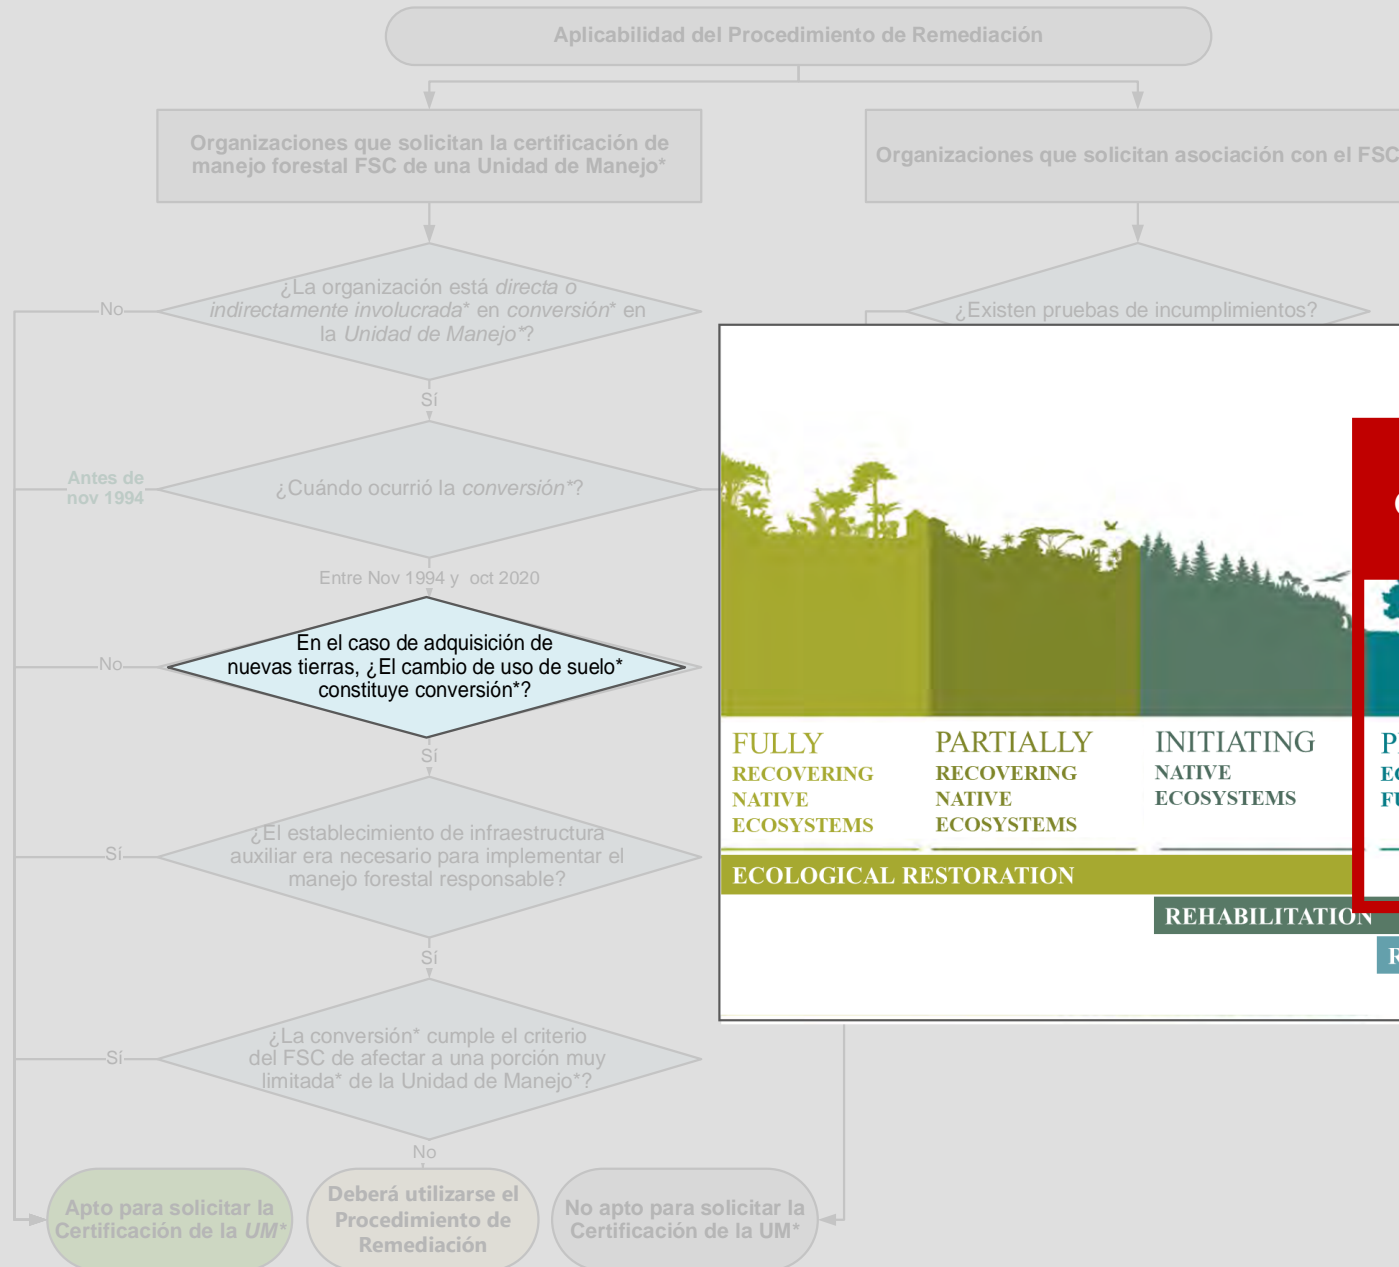 Aplicabilidad del Procedimiento de Remediación
Organizaciones que solicitan la certificación de
manejo forestal FSC de una Unidad de Manejo*
Organizaciones que solicitan asociación con el FSC
¿La organización está directa o
indirectamente involucrada* en conversión* en
la Unidad de Manejo*?
No
¿Existen pruebas de incumplimientos?
Sí
¿Cuándo ocurrió la conversión*?
Antes de
nov 1994
Entre Nov 1994 y oct 2020
En el caso de adquisición de
nuevas tierras, ¿El cambio de uso de suelo*
constituye conversión*?
No
Sí
¿El establecimiento de infraestructura
auxiliar era necesario para implementar el
manejo forestal responsable?
Sí
Sí
¿La conversión* cumple el criterio
del FSC de afectar a una porción muy
limitada* de la Unidad de Manejo*?
Sí
No
Apto para solicitar la
Certificación de la UM*
Deberá utilizarse el
Procedimiento de
Remediación
No apto para solicitar la
Certificación de la UM*
FULLY
RECOVERING
NATIVE
ECOSYSTEMS
PARTIALLY
RECOVERING
NATIVE
ECOSYSTEMS
INITIATING
NATIVE
ECOSYSTEMS
ECOLOGICAL RESTORATION
REHABILITATION